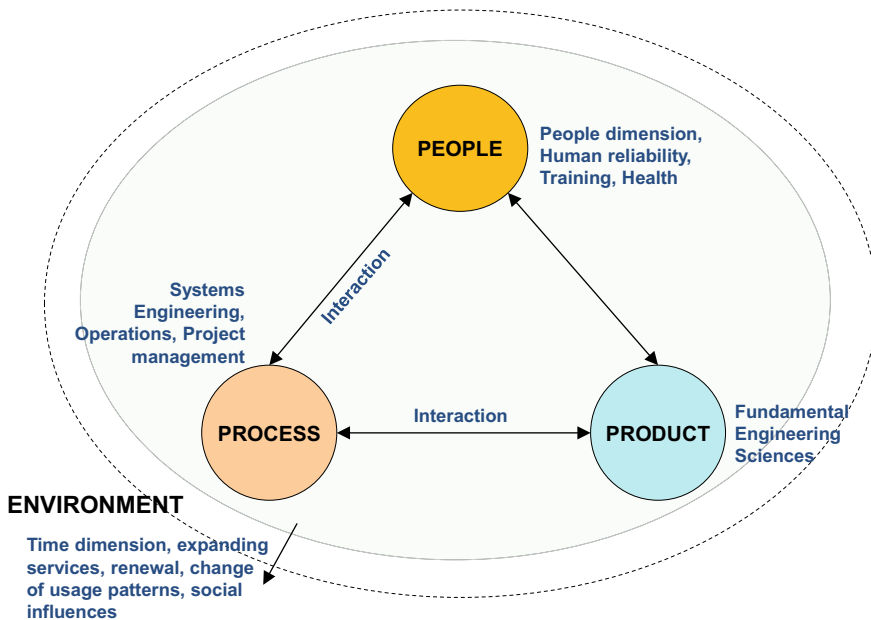 PEOPLE
People dimension,
Human reliability,
Training, Health
Interaction
Systems
Engineering,
Operations, Project
management
PROCESS
Interaction
PRODUCT
Fundamental
Engineering
Sciences
ENVIRONMENT
Time dimension, expanding
services, renewal, change
of usage patterns, social
influences